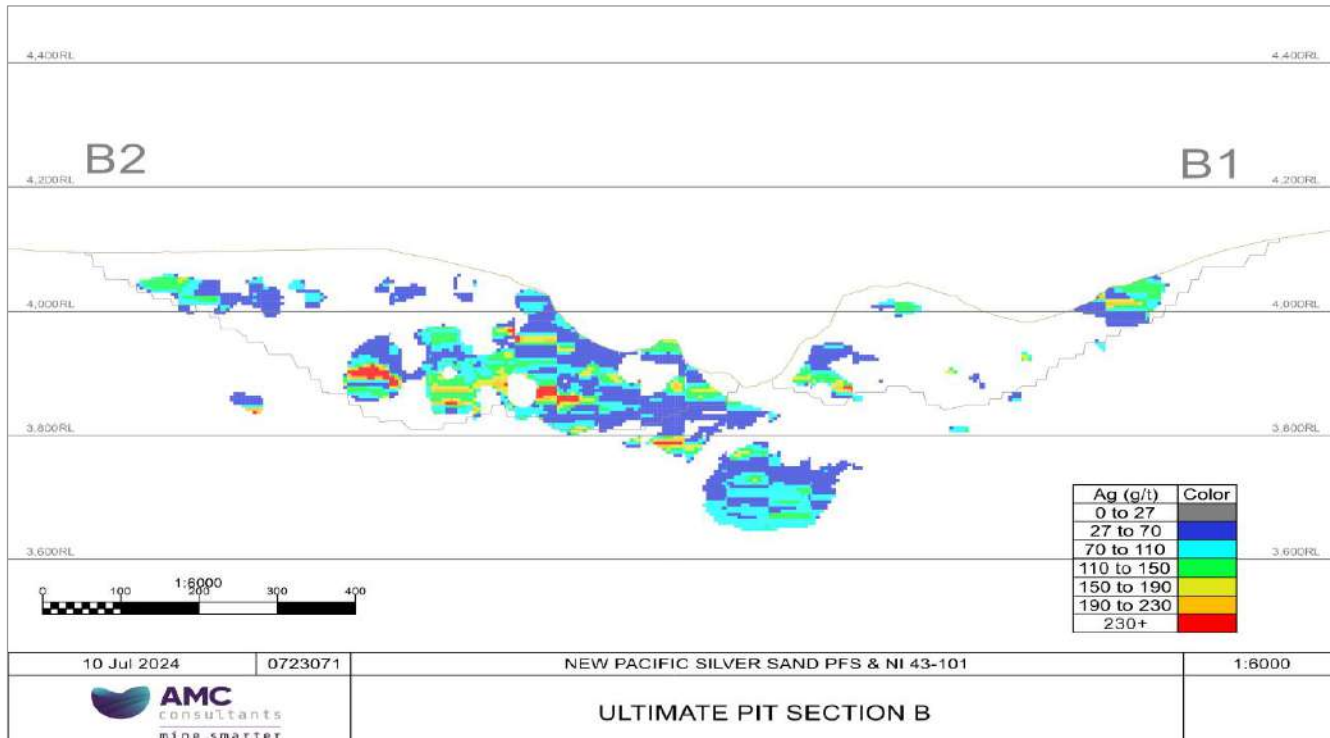 4,400RL 4,400RL
B2 B1
4,200RL 4,200RL
4,000RL 4,000RL
3,800RL 3,800RL
3,600RL 3,600RL
Ag (g/t) Color
0 to 27
27 to 70
70 to 110
110 to 150
150 to 190
190 to 230
230+
1:6000
0 100 200 300 400
10 Jul 2024 0723071 NEW PACIFIC SILVER SAND PFS & NI 43-101 1:6000
AMC
consultants
mine smarter
ULTIMATE PIT SECTION B